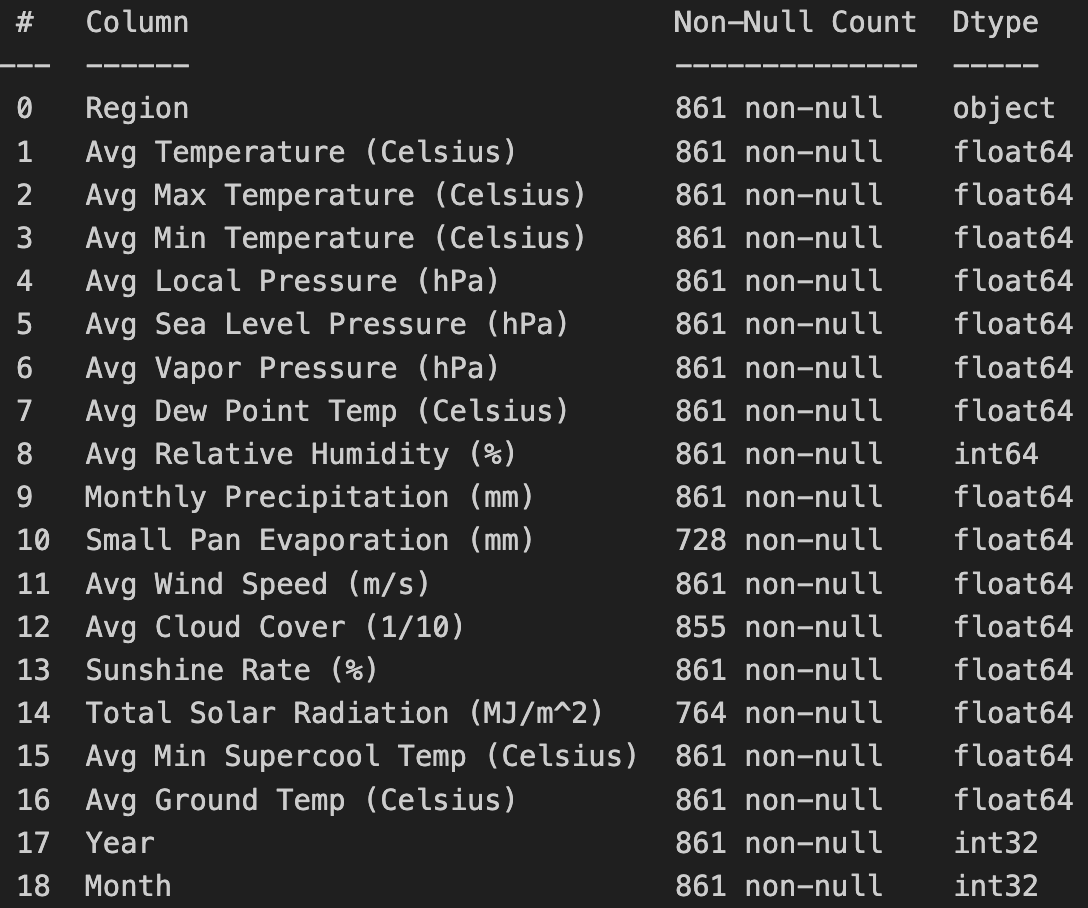 #   Column                           Non-Null Count  Dtype
---  ------                           --------------  -----
0   Region                           861 non-null    object
1   Avg Temperature (Celsius)        861 non-null    float64
2   Avg Max Temperature (Celsius)    861 non-null    float64
3   Avg Min Temperature (Celsius)    861 non-null    float64
4   Avg Local Pressure (hPa)         861 non-null    float64
5   Avg Sea Level Pressure (hPa)     861 non-null    float64
6   Avg Vapor Pressure (hPa)         861 non-null    float64
7   Avg Dew Point Temp (Celsius)     861 non-null    float64
8   Avg Relative Humidity (%)        861 non-null    int64
9   Monthly Precipitation (mm)       861 non-null    float64
10  Small Pan Evaporation (mm)       728 non-null    float64
11  Avg Wind Speed (m/s)             861 non-null    float64
12  Avg Cloud Cover (1/10)           855 non-null    float64
13  Sunshine Rate (%)                861 non-null    float64
14  Total Solar Radiation (MJ/m^2)   764 non-null    float64
15  Avg Min Supercool Temp (Celsius) 861 non-null    float64
16  Avg Ground Temp (Celsius)        861 non-null    float64
17  Year                             861 non-null    int32
18  Month                            861 non-null    int32